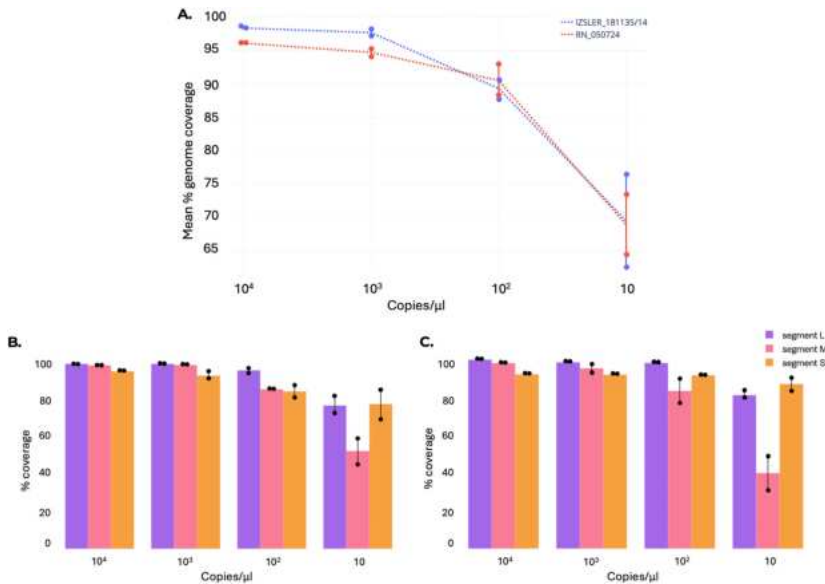 A.
IZSLER_181135/14
RN_050724
Mean % genome coverage
100
95
90
85
80
75
70
65
10⁴
10³
10²
10
Copies/µl
B.
% coverage
100
80
60
40
20
0
10⁴
10³
10²
10
Copies/µl
C.
segment L
segment M
segment S
% coverage
100
80
60
40
20
0
10⁴
10³
10²
10
Copies/µl